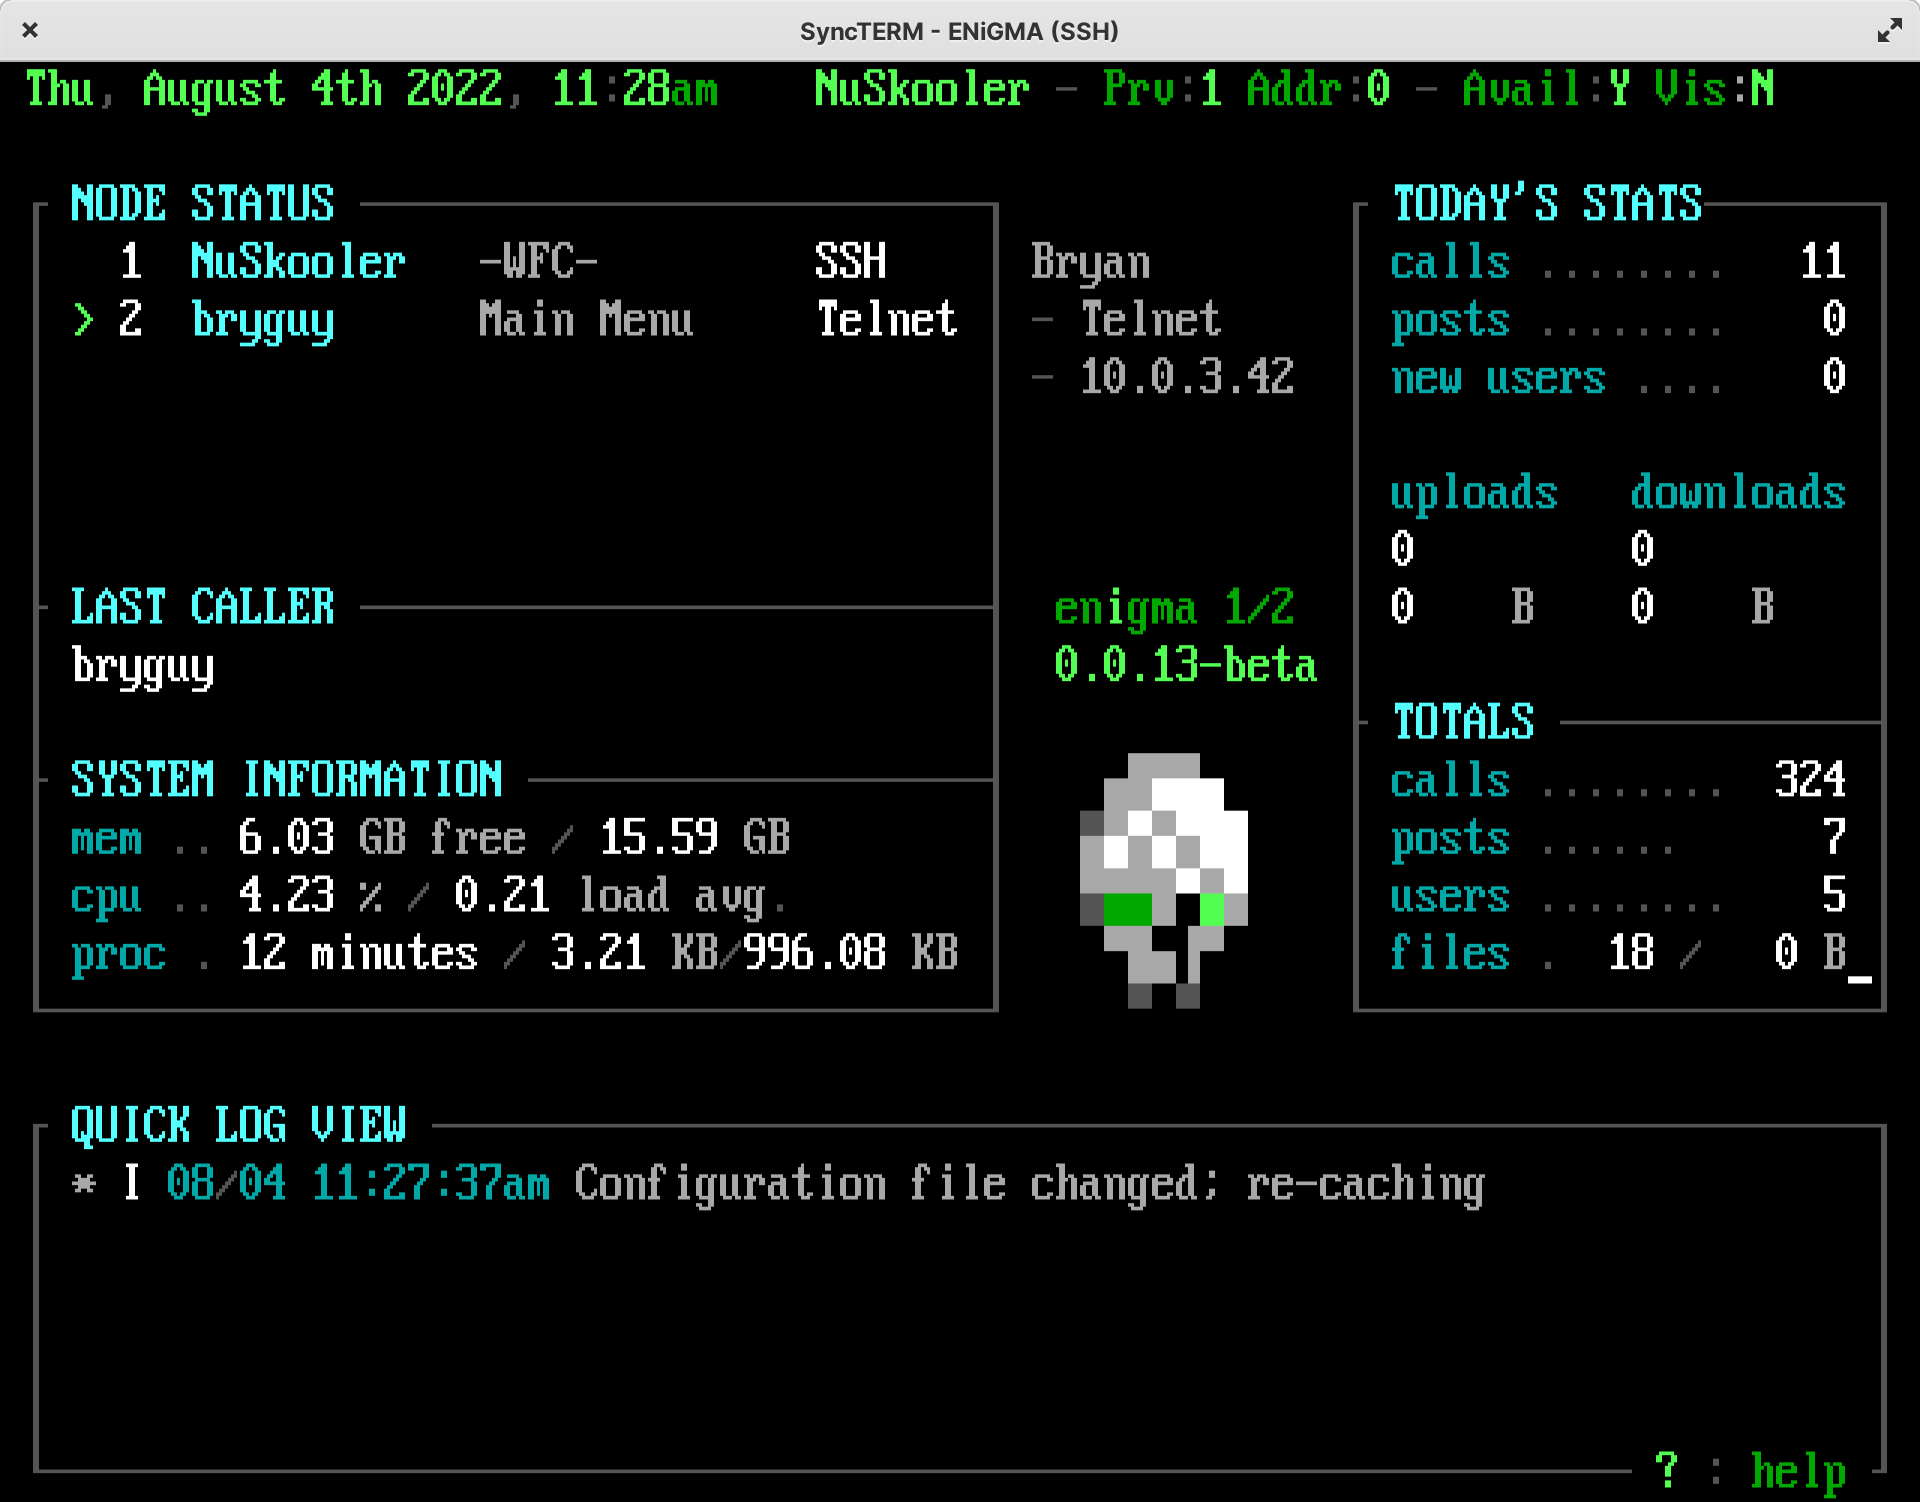 SyncTERM - ENiGMA (SSH)
Thu, August 4th 2022, 11:28am NuSkooler - Prv:1 Addr:0 - Avail:Y Vis:N
NODE STATUS
1 NuSkooler -WFC- SSH
> 2 bryguy Main Menu Telnet
LAST CALLER
bryguy
SYSTEM INFORMATION
mem .. 6.03 GB free / 15.59 GB
cpu .. 4.23 % / 0.21 load avg.
proc . 12 minutes / 3.21 KB/996.08 KB
Bryan
- Telnet
- 10.0.3.42
enigma 1/2
0.0.13-beta
TODAY'S STATS
calls ........ 11
posts ........ 0
new users .... 0
uploads downloads
0 0
0 B 0 B
TOTALS
calls ........ 324
posts ...... 7
users ........ 5
files . 18 / 0 B_
QUICK LOG VIEW
* I 08/04 11:27:37am Configuration file changed; re-caching
? : help